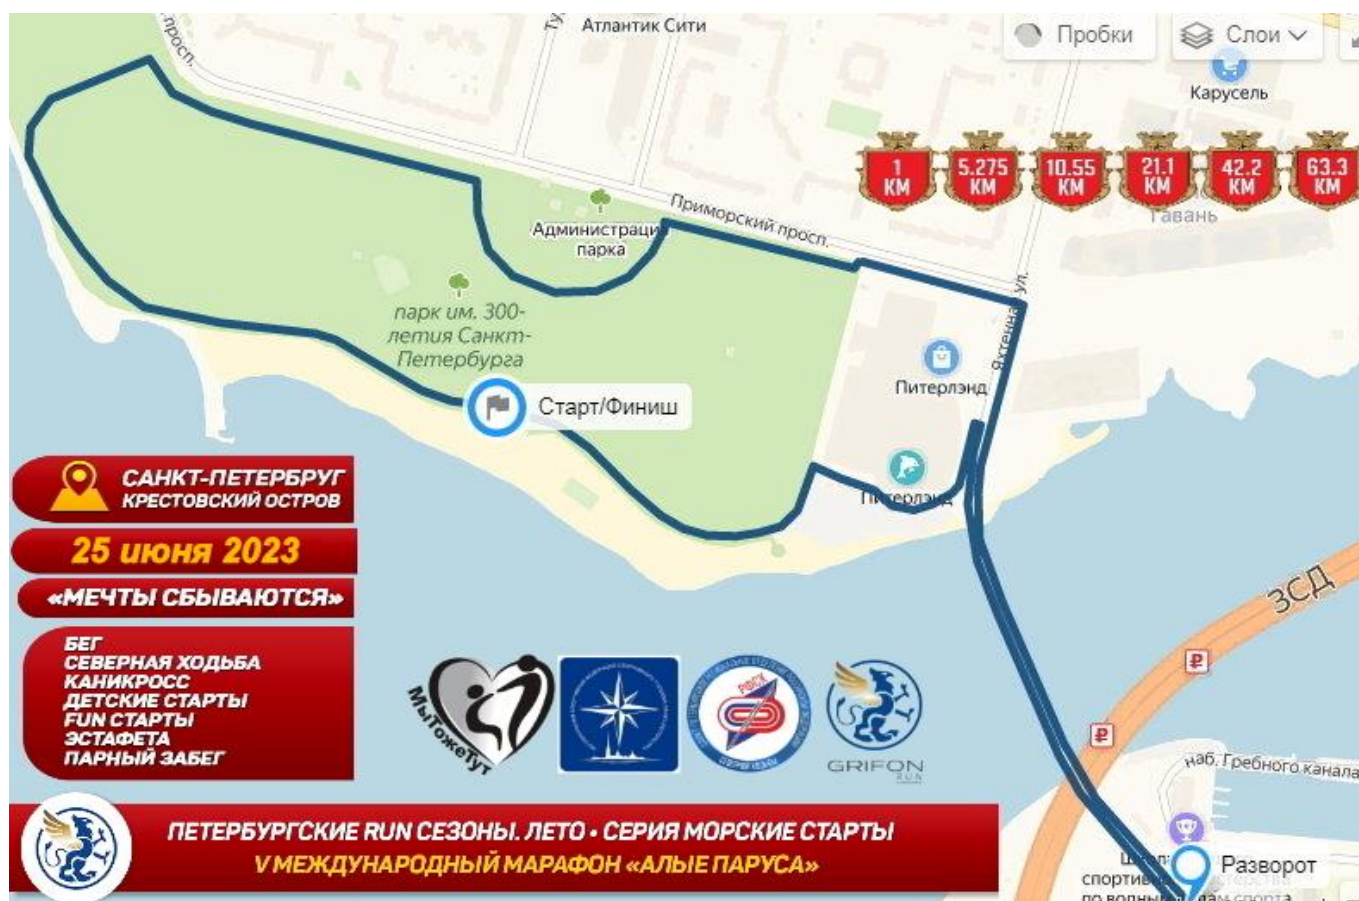 просп.
Атлантик Сити
Пробки
Слои
Карусель
1
КМ
5.275
КМ
10.55
КМ
21.1
КМ
42.2
КМ
63.3
КМ
Гавань
Приморский просп.
Администрация
парка
парк им. 300-
летия Санкт-
Петербурга
Яхтенная ул.
Питерлэнд
Старт/Финиш
Питерлэнд
САНКТ-ПЕТЕРБРУГ
КРЕСТОВСКИЙ ОСТРОВ
25 июня 2023
«МЕЧТЫ СБЫВАЮТСЯ»
БЕГ
СЕВЕРНАЯ ХОДЬБА
КАНИКРОСС
ДЕТСКИЕ СТАРТЫ
FUN СТАРТЫ
ЭСТАФЕТА
ПАРНЫЙ ЗАБЕГ
ЗСД
МыТожеТут
РФСХ
GRIFON
RUN
наб. Гребного канала
Разворот
ПЕТЕРБУРГСКИЕ RUN СЕЗОНЫ. ЛЕТО • СЕРИЯ МОРСКИЕ СТАРТЫ
V МЕЖДУНАРОДНЫЙ МАРАФОН «АЛЫЕ ПАРУСА»